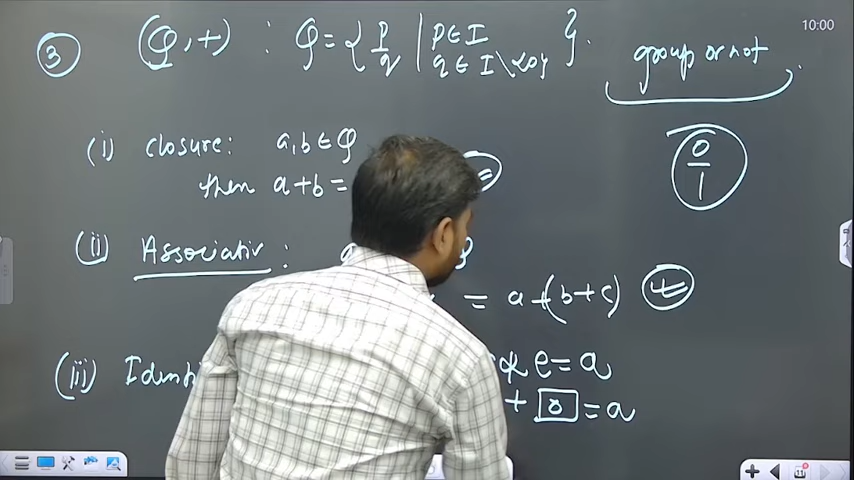 10:00
③ (Q, +) : Q = { p/q | p ∈ I, q ∈ I \ {0} }. group or not
0/1
(i) closure: a, b ∈ Q
then a + b =
(ii) Associativ :
= a + (b + c)
(iii) Identi
e = a
+ 0 = a